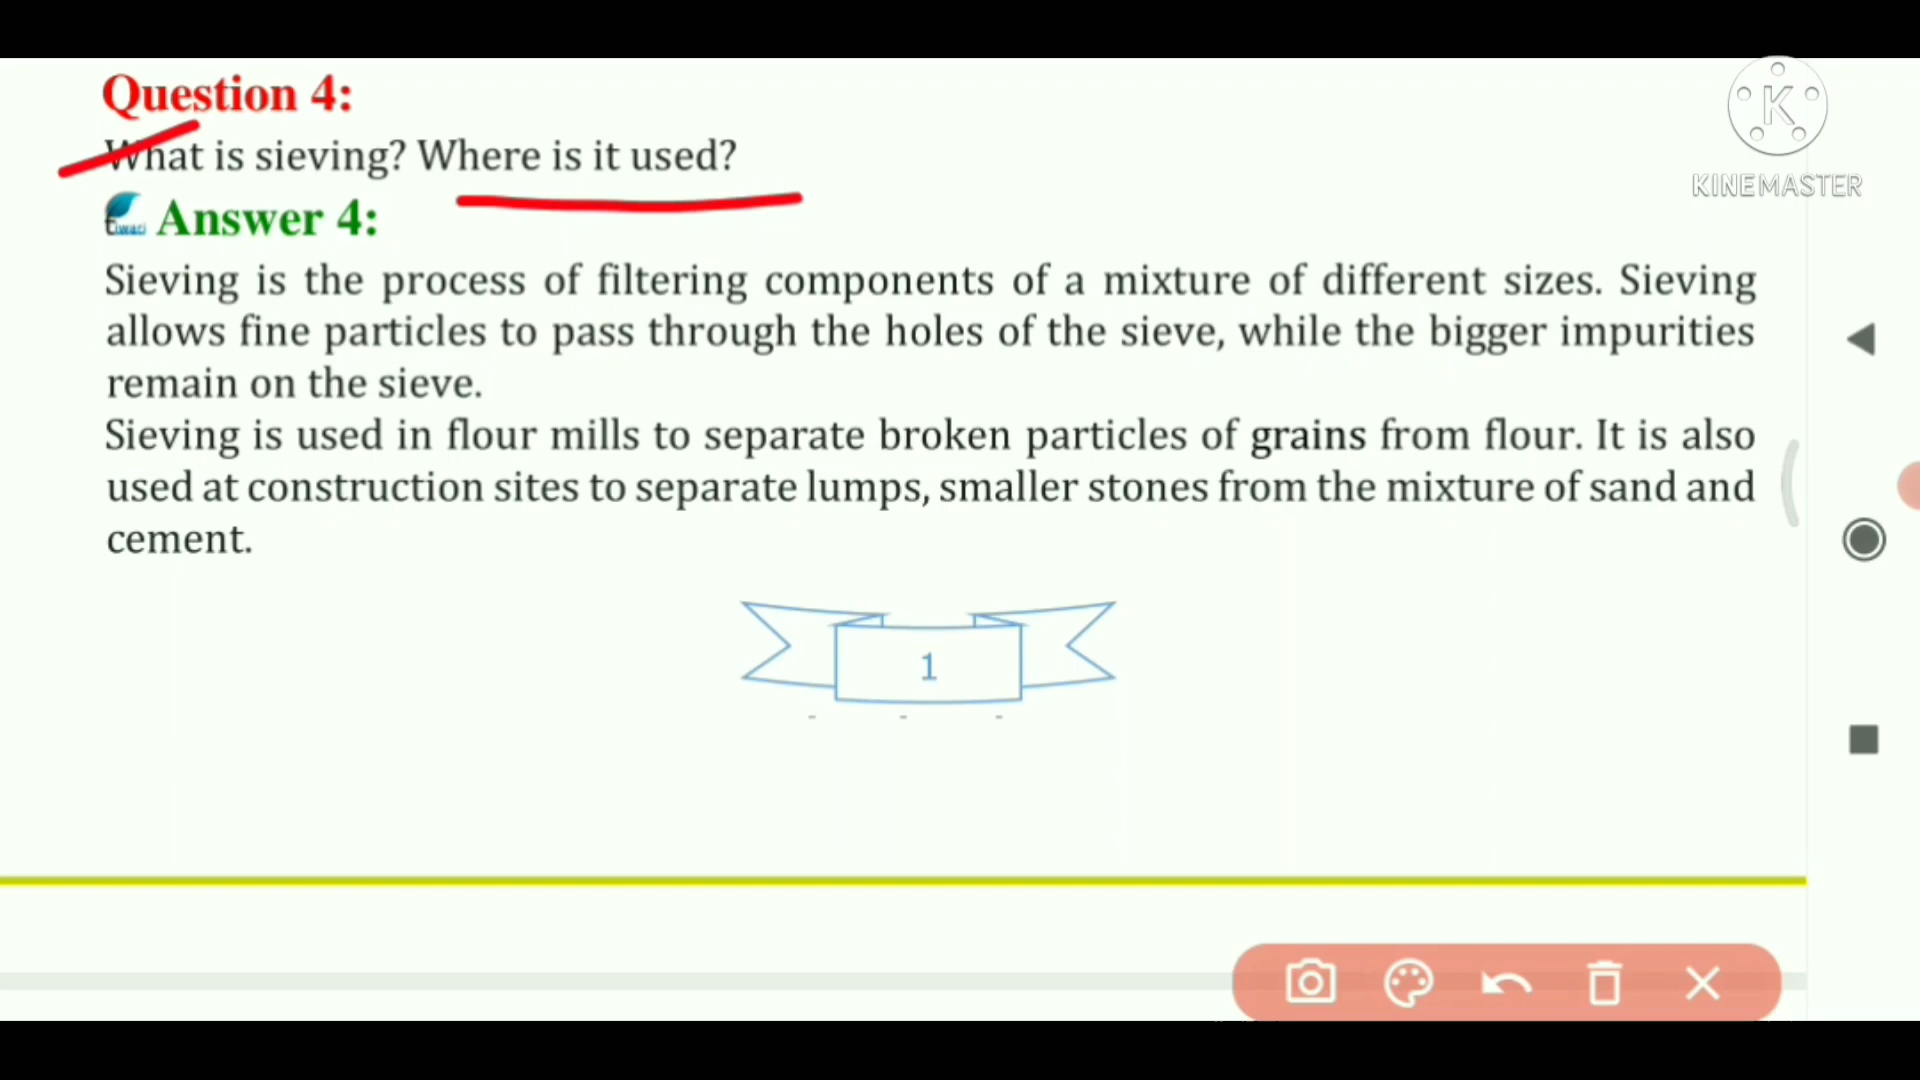 Question 4:
What is sieving? Where is it used?
Tiwari Answer 4:
Sieving is the process of filtering components of a mixture of different sizes. Sieving
allows fine particles to pass through the holes of the sieve, while the bigger impurities
remain on the sieve.
Sieving is used in flour mills to separate broken particles of grains from flour. It is also
used at construction sites to separate lumps, smaller stones from the mixture of sand and
cement.
1
K
KINEMASTER